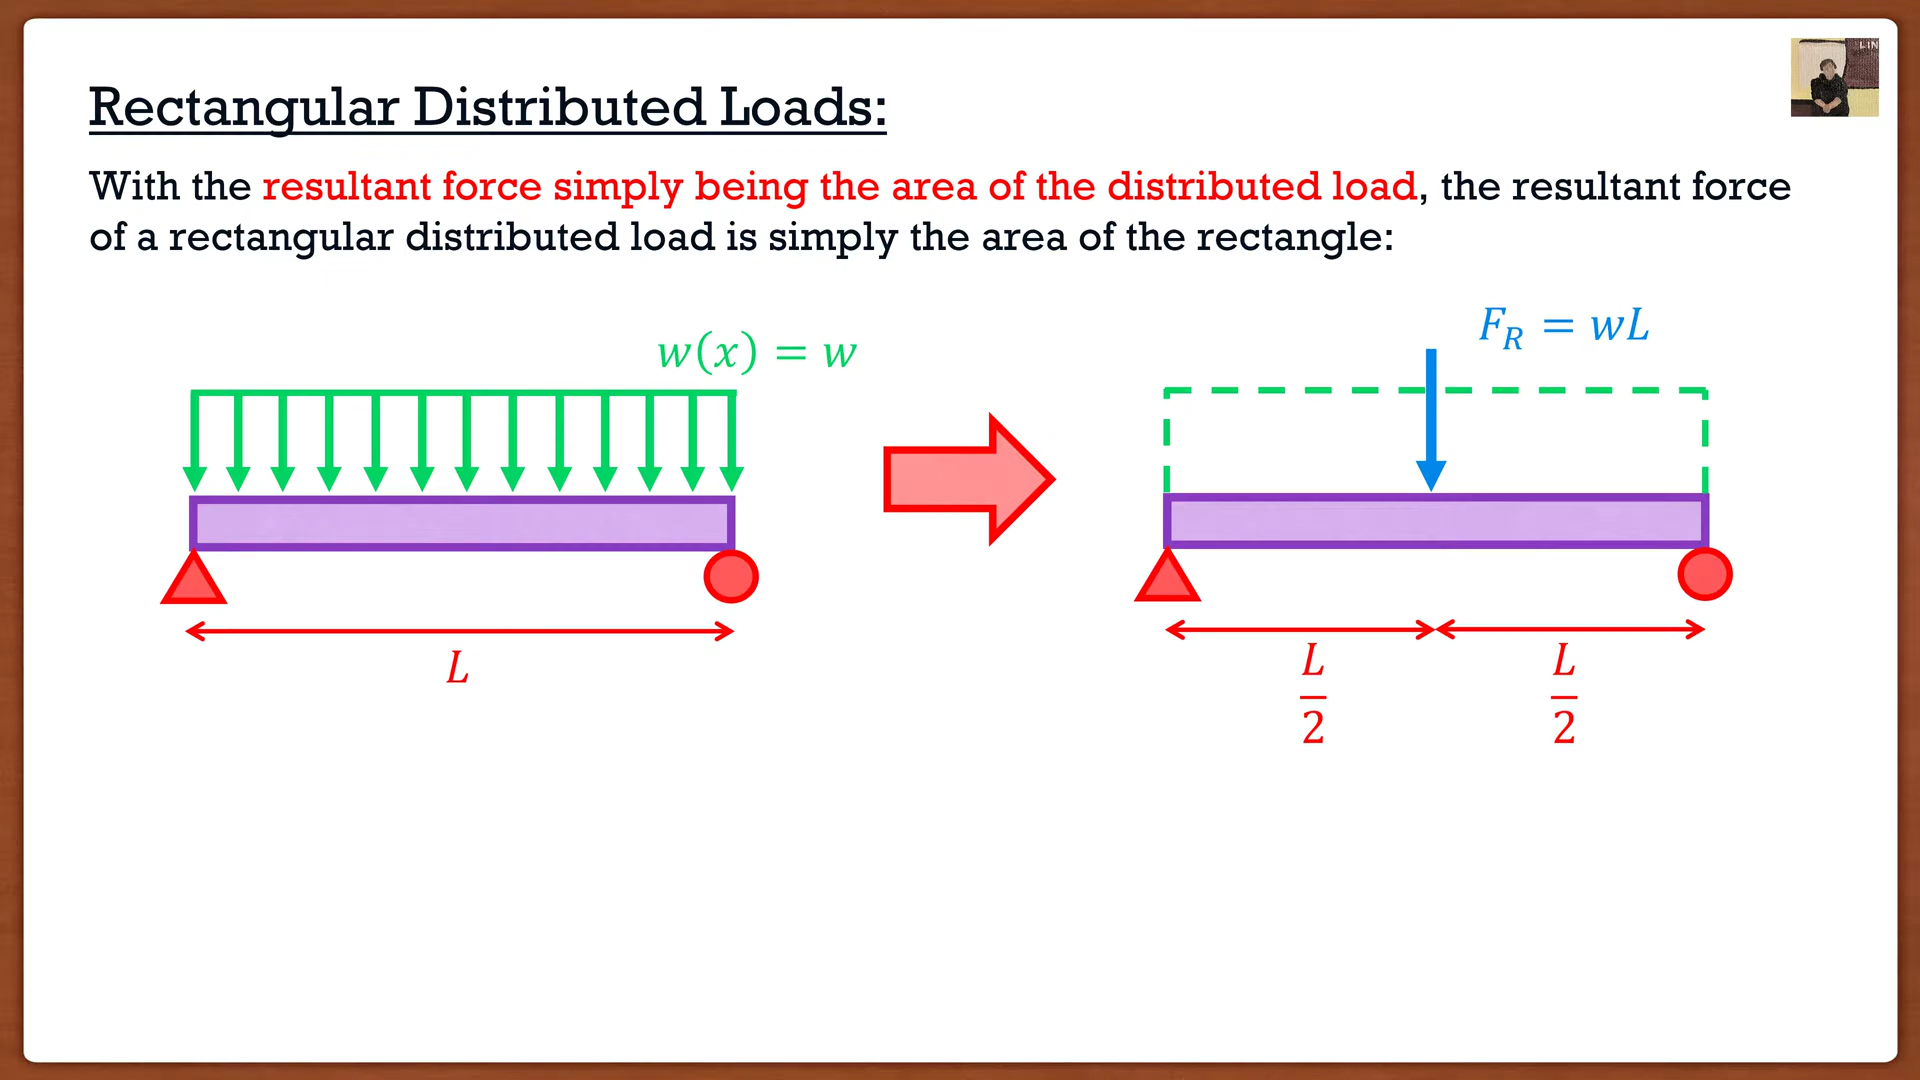 LIN
Rectangular Distributed Loads:
With the resultant force simply being the area of the distributed load, the resultant force
of a rectangular distributed load is simply the area of the rectangle:
w(x) = w
L
F_R = wL
L/2
L/2